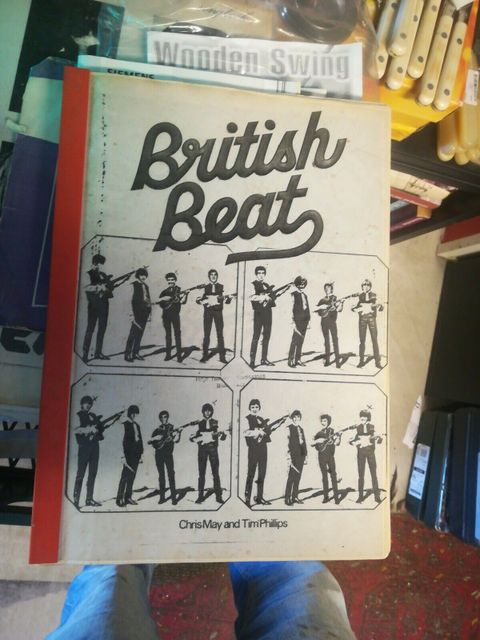 Wooden Swing
SIEMENS
British
Beat
Chris May and Tim Phillips